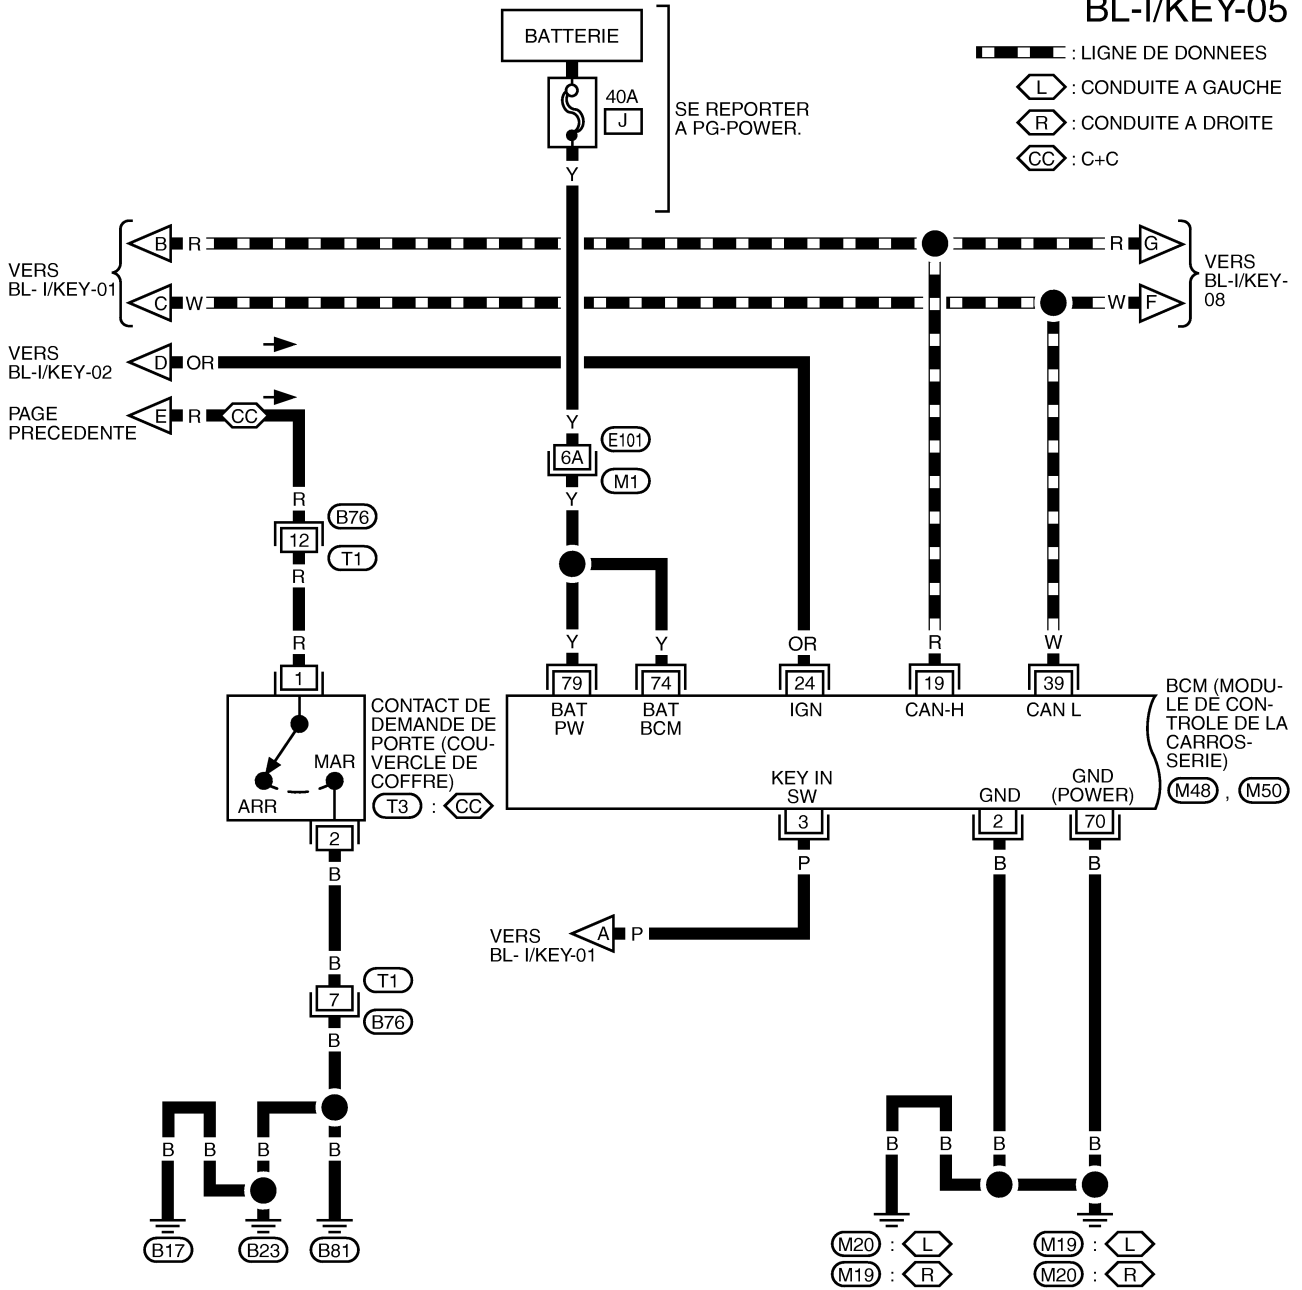 BL-I/KEY-05
BATTERIE
: LIGNE DE DONNEES
40A
J
SE REPORTER
A PG-POWER.
L : CONDUITE A GAUCHE
R : CONDUITE A DROITE
CC : C+C
Y
VERS
BL- I/KEY-01
B R
R G
C W
W F
VERS
BL-I/KEY-
08
VERS
BL-I/KEY-02
D OR
PAGE
PRECEDENTE
E R CC
Y
6A
E101
M1
Y
R
12
B76
T1
R
R
Y
Y
OR
R
W
1
79
74
24
19
39
BAT
PW
BAT
BCM
IGN
CAN-H
CAN L
CONTACT DE
DEMANDE DE
PORTE (COU-
VERCLE DE
COFFRE)
T3 : CC
MAR
ARR
BCM (MODU-
LE DE CON-
TROLE DE LA
CARROS-
SERIE)
M48 , M50
KEY IN
SW
GND
GND
(POWER)
2
3
2
70
B
P
B
B
VERS
BL- I/KEY-01
A P
B
7
T1
B76
B
B
B
B
B
B
B
B
B
B17
B23
B81
M20 : L
M19 : R
M19 : L
M20 : R